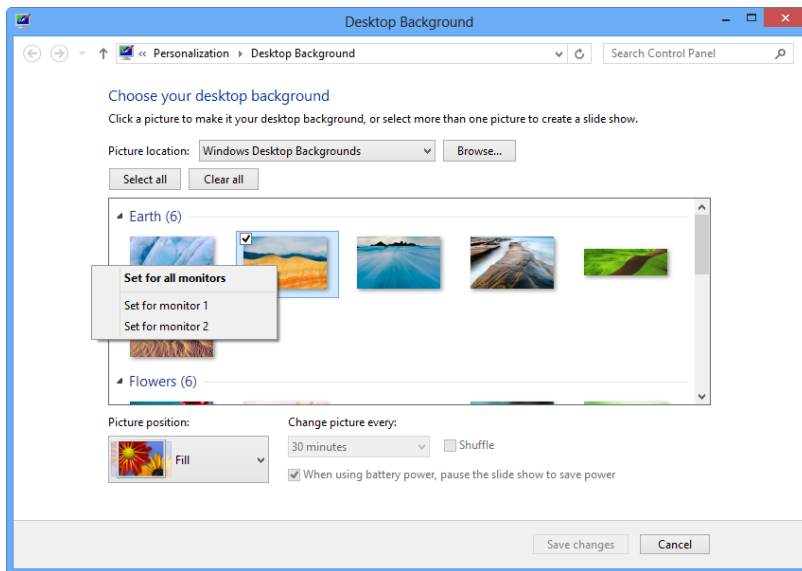 Desktop Background
« Personalization Desktop Background
Search Control Panel
Choose your desktop background
Click a picture to make it your desktop background, or select more than one picture to create a slide show.
Picture location: Windows Desktop Backgrounds Browse...
Select all Clear all
Earth (6)
Set for all monitors
Set for monitor 1
Set for monitor 2
Flowers (6)
Picture position: Change picture every:
Fill 30 minutes Shuffle
When using battery power, pause the slide show to save power
Save changes Cancel